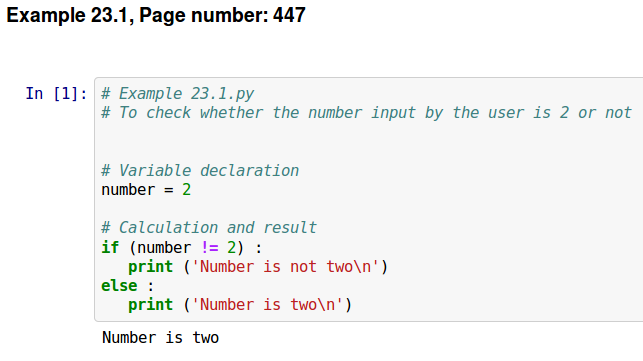 Example 23.1, Page number: 447
In [1]: # Example 23.1.py
# To check whether the number input by the user is 2 or not
# Variable declaration
number = 2
# Calculation and result
if (number != 2) :
   print ('Number is not two\n')
else :
   print ('Number is two\n')
Number is two